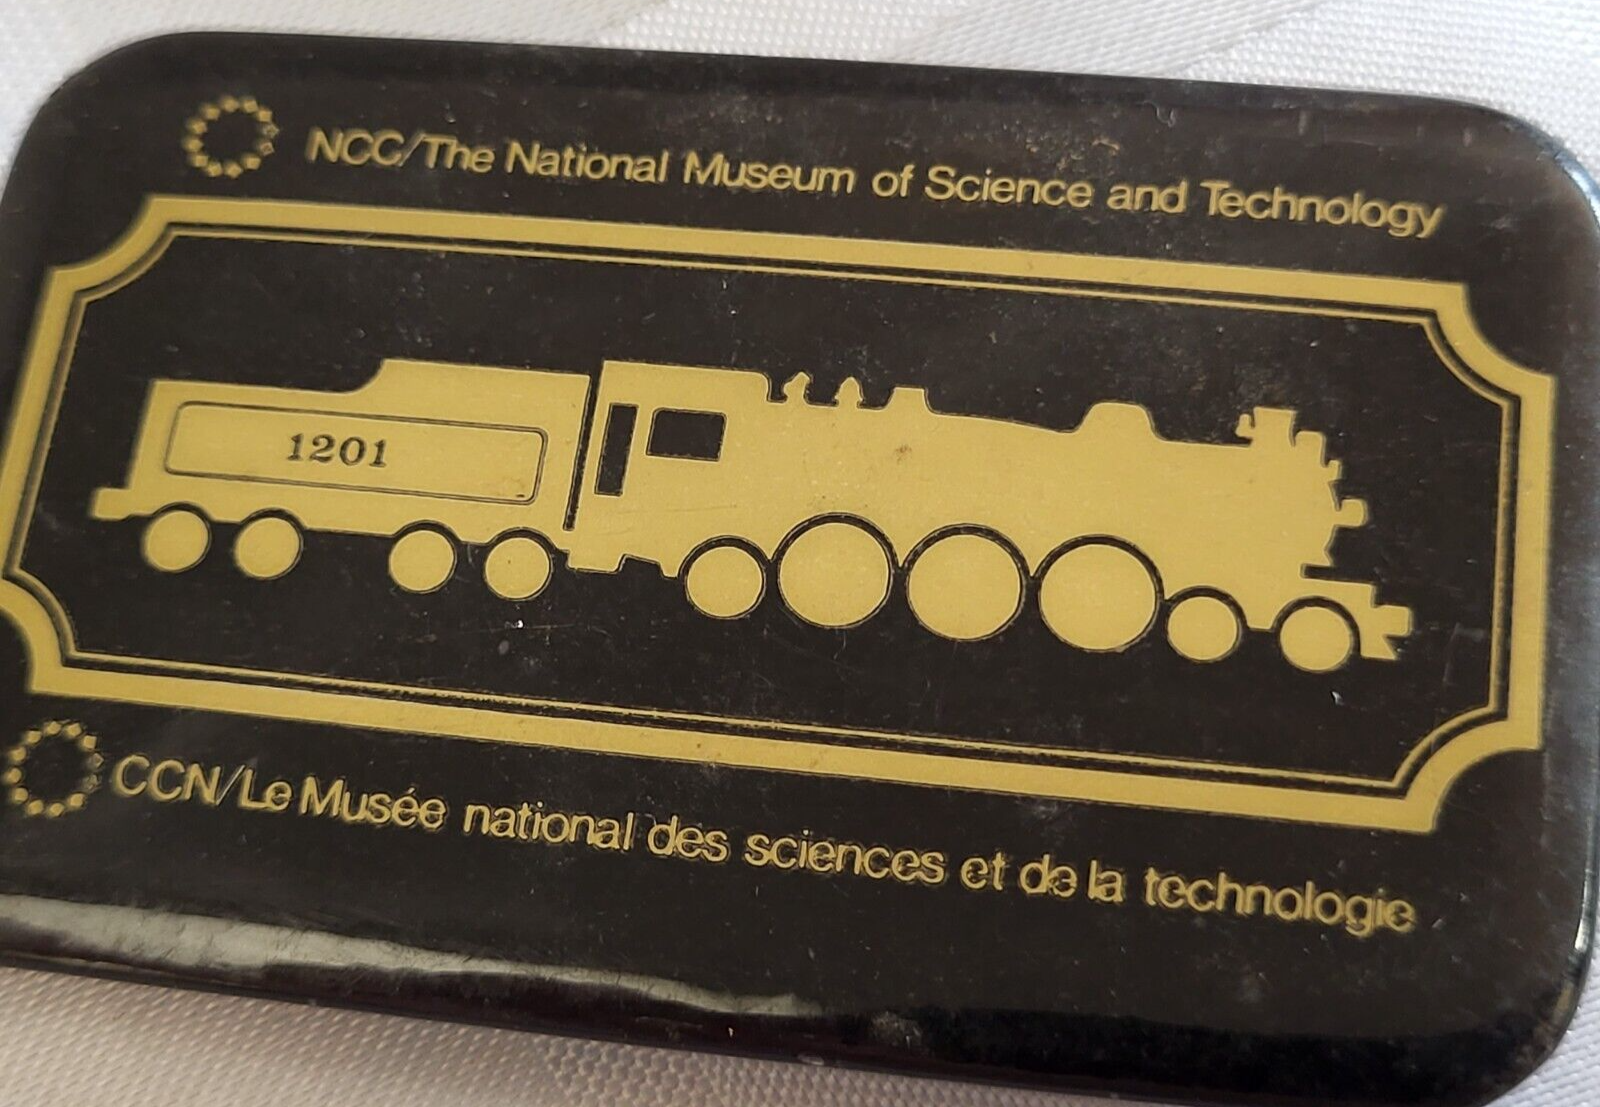 NCC/The National Museum of Science and Technology
1201
CCN/Le Musée national des sciences et de la technologie